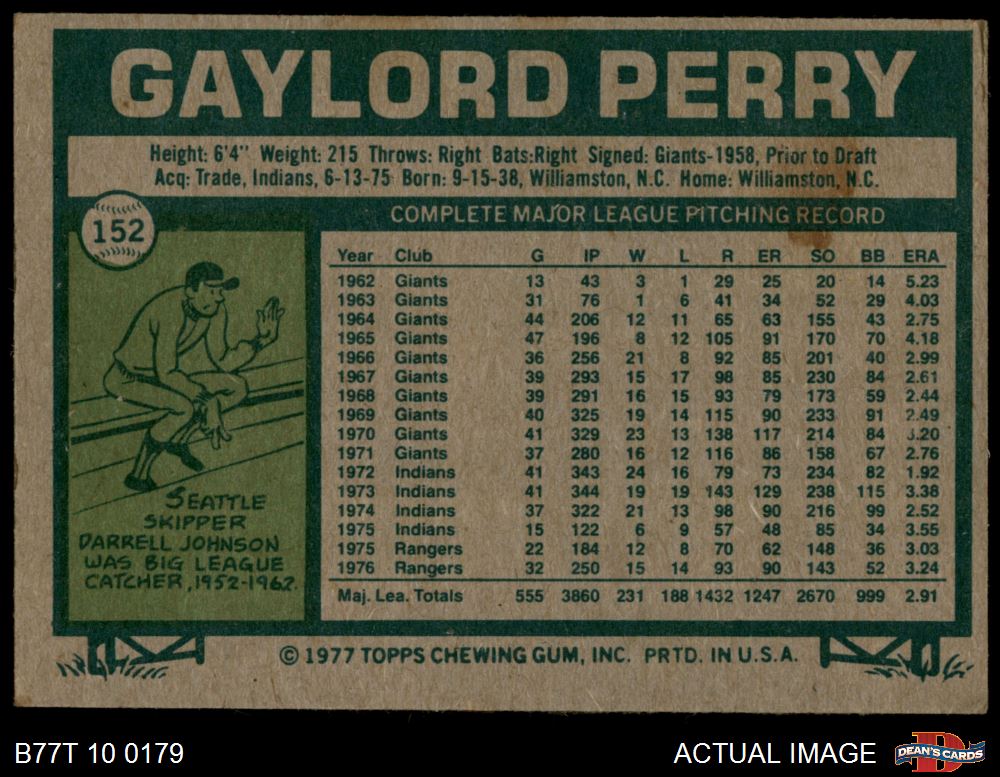 GAYLORD PERRY
Height: 6'4" Weight: 215 Throws: Right Bats:Right Signed: Giants-1958, Prior to Draft
Acq: Trade, Indians, 6-13-75 Born: 9-15-38, Williamston, N.C. Home: Williamston, N.C.
152
COMPLETE MAJOR LEAGUE PITCHING RECORD
Year Club G IP W L R ER SO BB ERA
1962 Giants 13 43 3 1 29 25 20 14 5.23
1963 Giants 31 76 1 6 41 34 52 29 4.03
1964 Giants 44 206 12 11 65 63 155 43 2.75
1965 Giants 47 196 8 12 105 91 170 70 4.18
1966 Giants 36 256 21 8 92 85 201 40 2.99
1967 Giants 39 293 15 17 98 85 230 84 2.61
1968 Giants 39 291 16 15 93 79 173 59 2.44
1969 Giants 40 325 19 14 115 90 233 91 2.49
1970 Giants 41 329 23 13 138 117 214 84 3.20
1971 Giants 37 280 16 12 116 86 158 67 2.76
1972 Indians 41 343 24 16 79 73 234 82 1.92
1973 Indians 41 344 19 19 143 129 238 115 3.38
1974 Indians 37 322 21 13 98 90 216 99 2.52
1975 Indians 15 122 6 9 57 48 85 34 3.55
1975 Rangers 22 184 12 8 70 62 148 36 3.03
1976 Rangers 32 250 15 14 93 90 143 52 3.24
Maj. Lea. Totals 555 3860 231 188 1432 1247 2670 999 2.91
SEATTLE
SKIPPER
DARRELL JOHNSON
WAS BIG LEAGUE
CATCHER, 1952-1962.
© 1977 TOPPS CHEWING GUM, INC. PRTD. IN U.S.A.
B77T 10 0179
ACTUAL IMAGE
D
DEAN'S CARDS